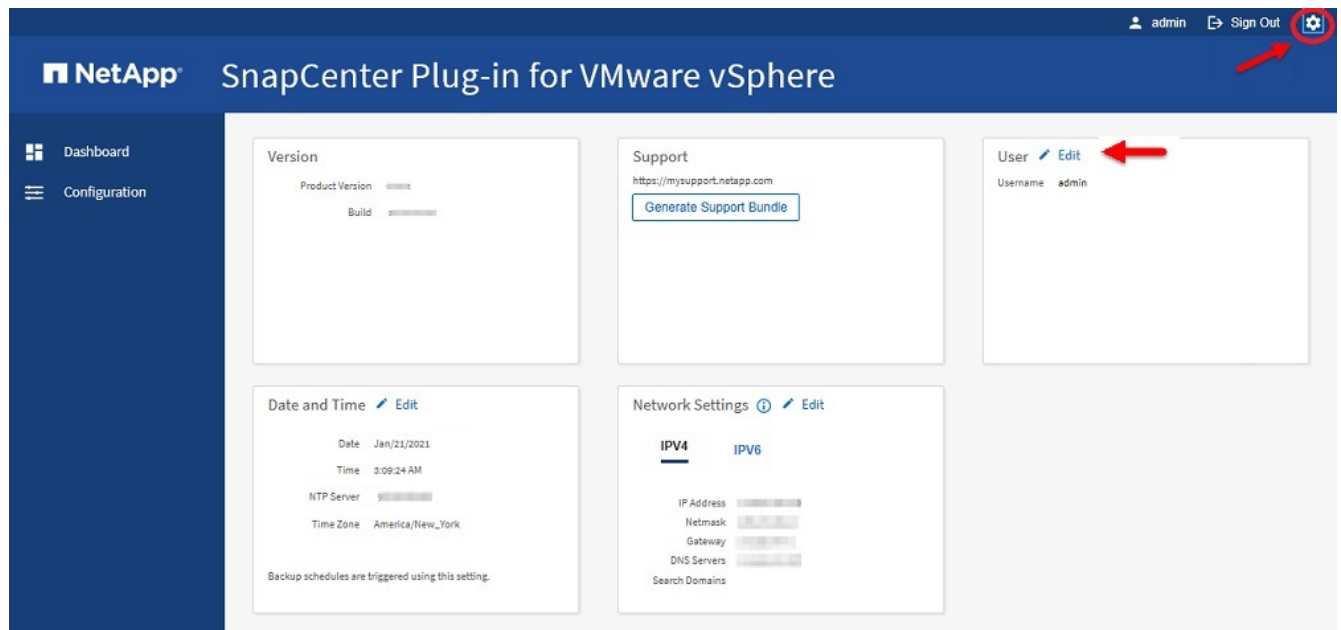 admin Sign Out
NetApp® SnapCenter Plug-in for VMware vSphere
Dashboard
Configuration
Version
Product Version
Build
Support
https://mysupport.netapp.com
Generate Support Bundle
User Edit
Username admin
Date and Time Edit
Date Jan/21/2021
Time 3:09:24 AM
NTP Server
Time Zone America/New_York
Backup schedules are triggered using this setting.
Network Settings Edit
IPV4 IPV6
IP Address
Netmask
Gateway
DNS Servers
Search Domains